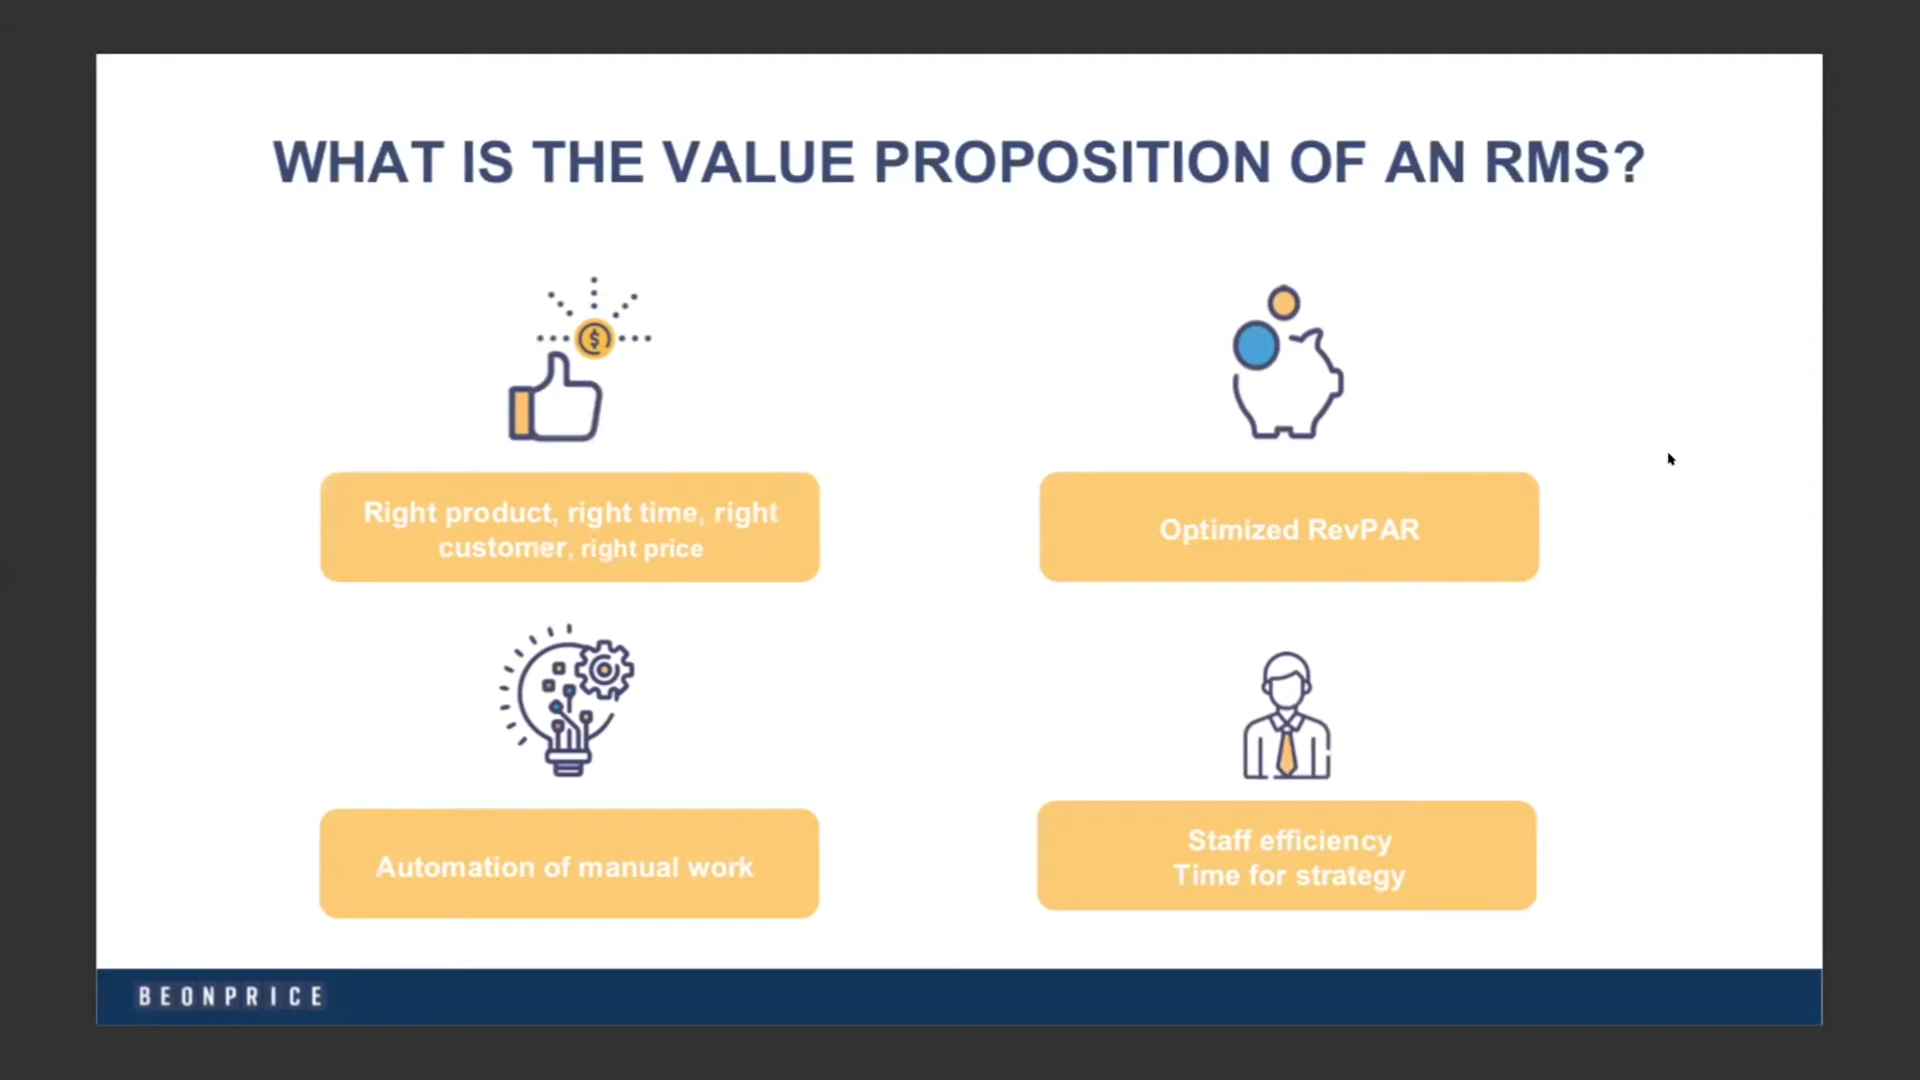 WHAT IS THE VALUE PROPOSITION OF AN RMS?
$
Right product, right time, right
customer, right price
Optimized RevPAR
Automation of manual work
Staff efficiency
Time for strategy
BEONPRICE